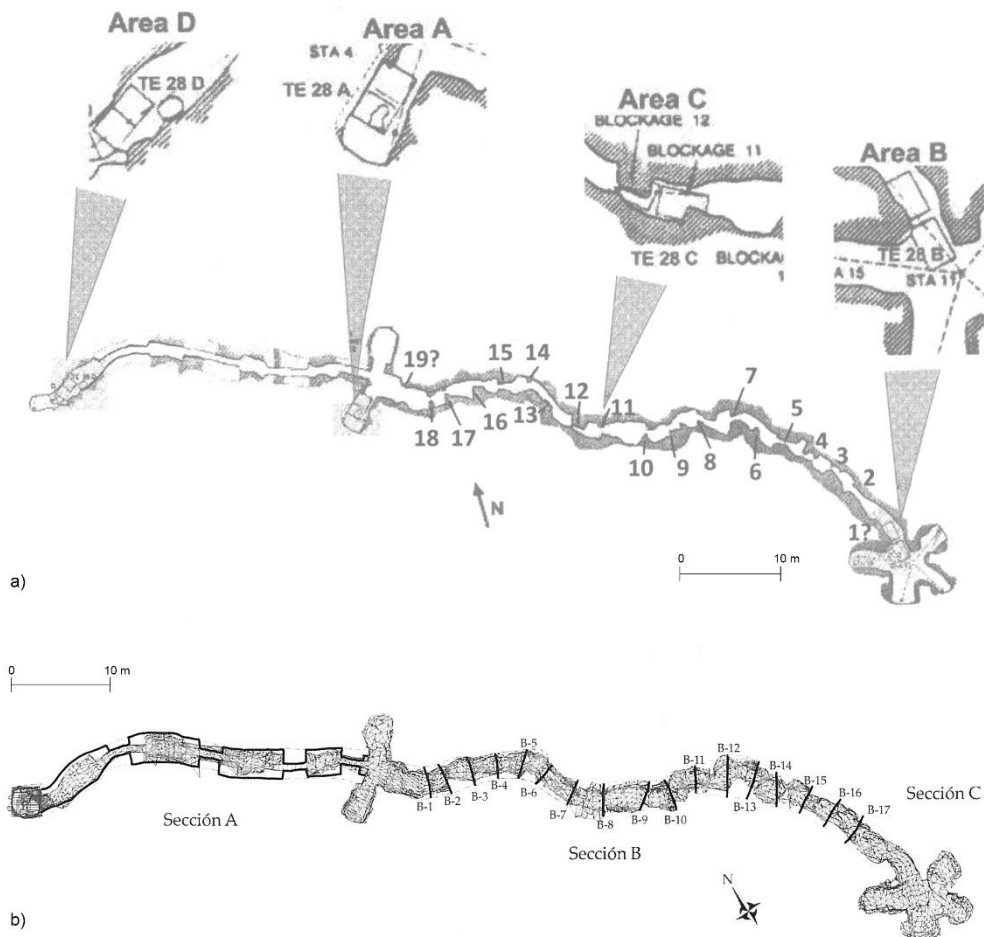 Area D
TE 28 D
Area A
STA 4
TE 28 A
Area C
BLOCKAGE 12
BLOCKAGE 11
TE 28 C
Area B
TE 28 B
STA 11
A 15
19?
18
17
16
15
14
13
12
11
10
9
8
7
6
5
4
3
2
1?
N
0 10 m
a)
0 10 m
B-1
B-2
B-3
B-4
B-5
B-6
B-7
B-8
B-9
B-10
B-11
B-12
B-13
B-14
B-15
B-16
B-17
Sección A
Sección B
Sección C
N
b)